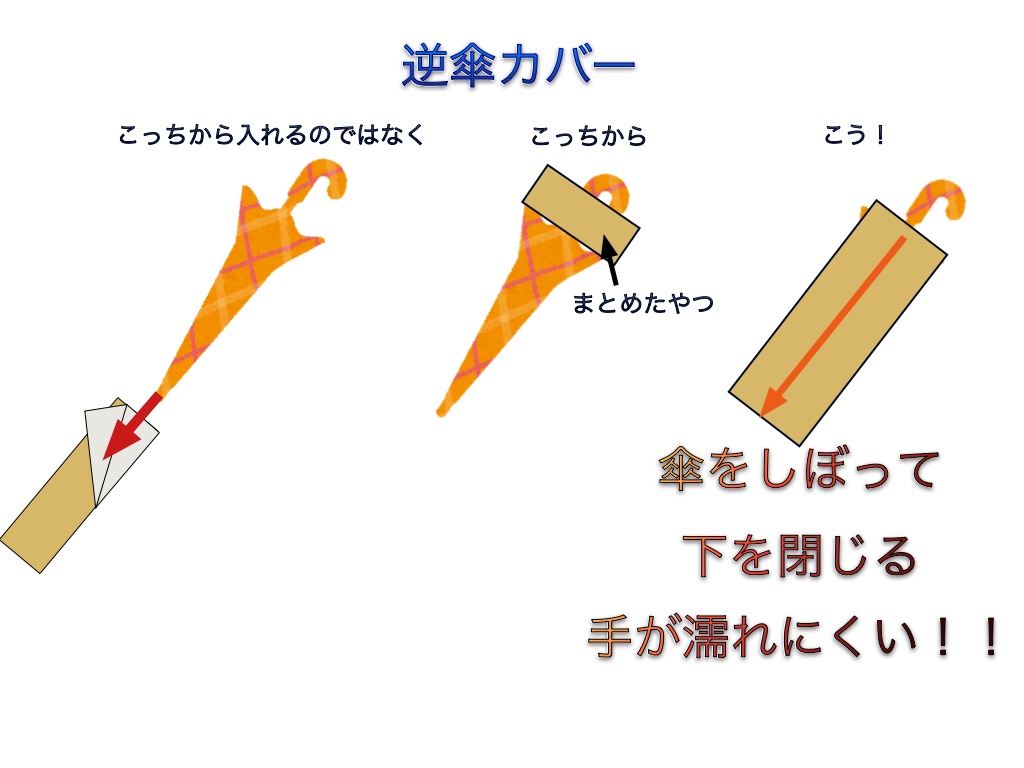 逆傘カバー
こっちから入れるのではなく
こっちから
こう！
まとめたやつ
傘をしぼって
下を閉じる
手が濡れにくい！！